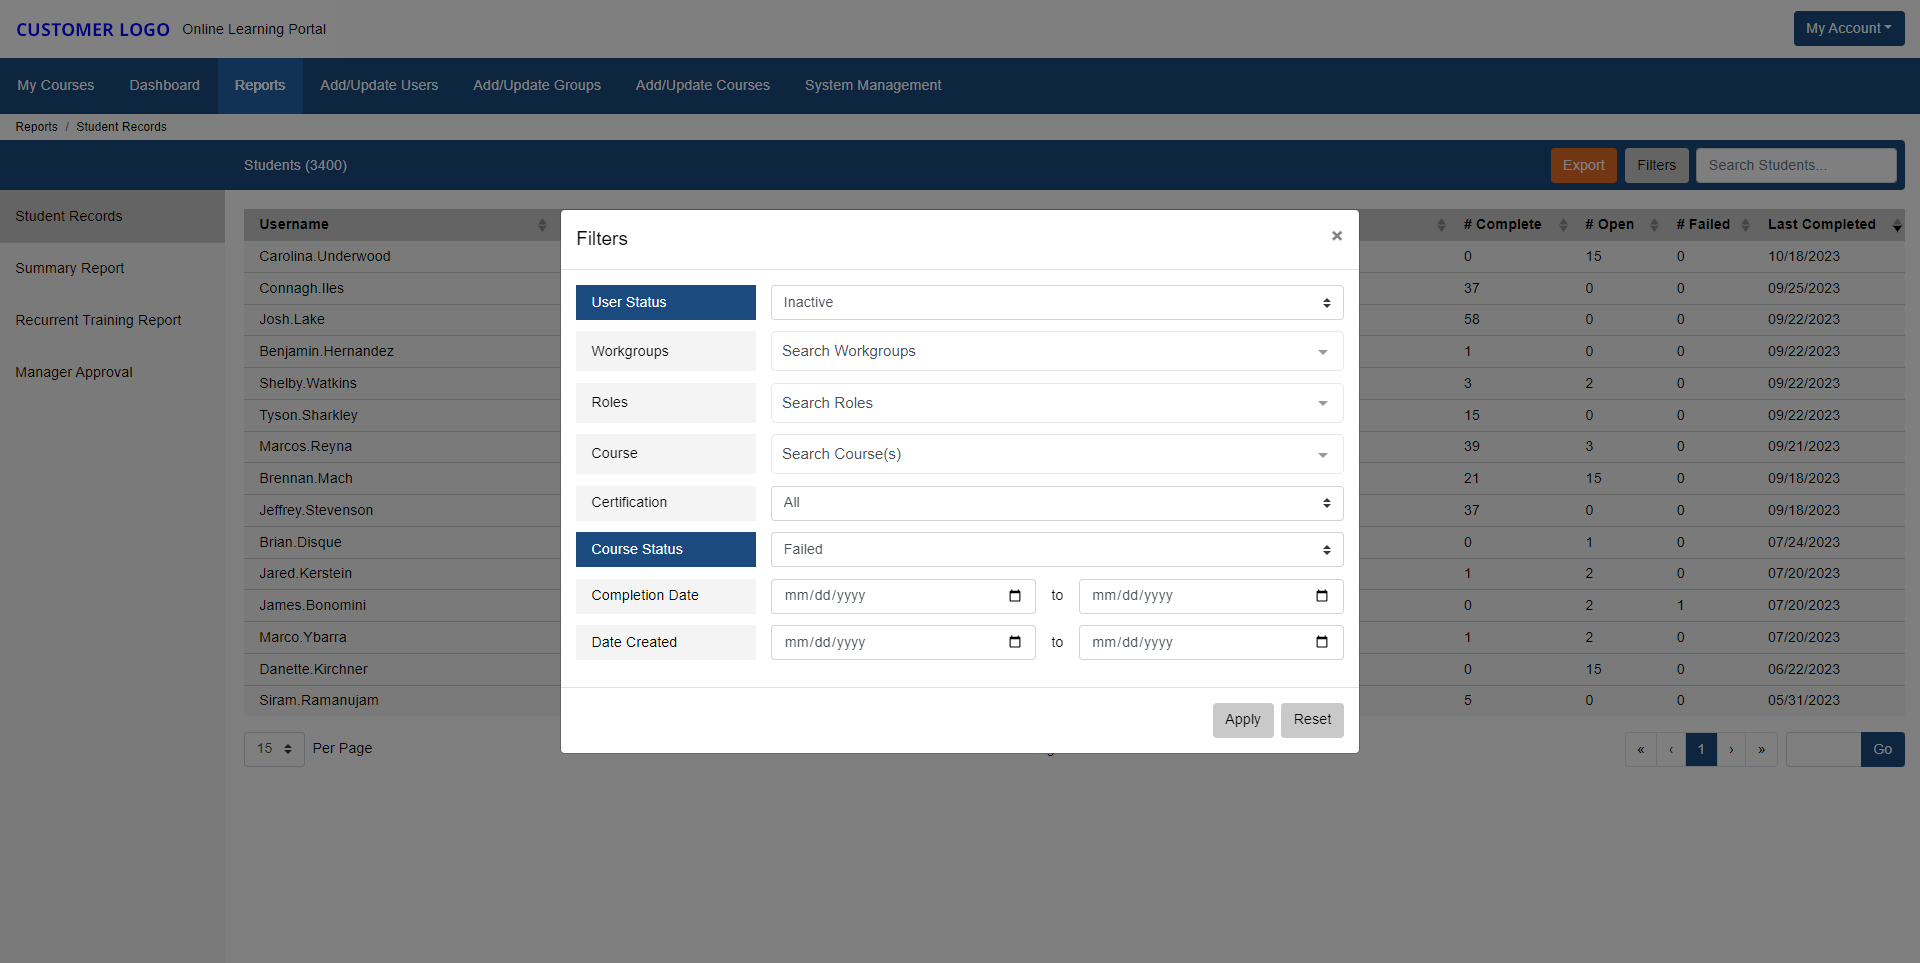 CUSTOMER LOGO Online Learning Portal My Account
My Courses Dashboard Reports Add/Update Users Add/Update Groups Add/Update Courses System Management
Reports / Student Records
Students (3400) Export Filters Search Students...
Student Records
Summary Report
Recurrent Training Report
Manager Approval
Username # Complete # Open # Failed Last Completed
Carolina.Underwood 0 15 0 10/18/2023
Connagh.Iles 37 0 0 09/25/2023
Josh.Lake 58 0 0 09/22/2023
Benjamin.Hernandez 1 0 0 09/22/2023
Shelby.Watkins 3 2 0 09/22/2023
Tyson.Sharkley 15 0 0 09/22/2023
Marcos.Reyna 39 3 0 09/21/2023
Brennan.Mach 21 15 0 09/18/2023
Jeffrey.Stevenson 37 0 0 09/18/2023
Brian.Disque 0 1 0 07/24/2023
Jared.Kerstein 1 2 0 07/20/2023
James.Bonomini 0 2 1 07/20/2023
Marco.Ybarra 1 2 0 07/20/2023
Danette.Kirchner 0 15 0 06/22/2023
Siram.Ramanujam 5 0 0 05/31/2023
15 Per Page « ‹ 1 › » Go
Filters ×
User Status Inactive
Workgroups Search Workgroups
Roles Search Roles
Course Search Course(s)
Certification All
Course Status Failed
Completion Date mm/dd/yyyy to mm/dd/yyyy
Date Created mm/dd/yyyy to mm/dd/yyyy
Apply Reset